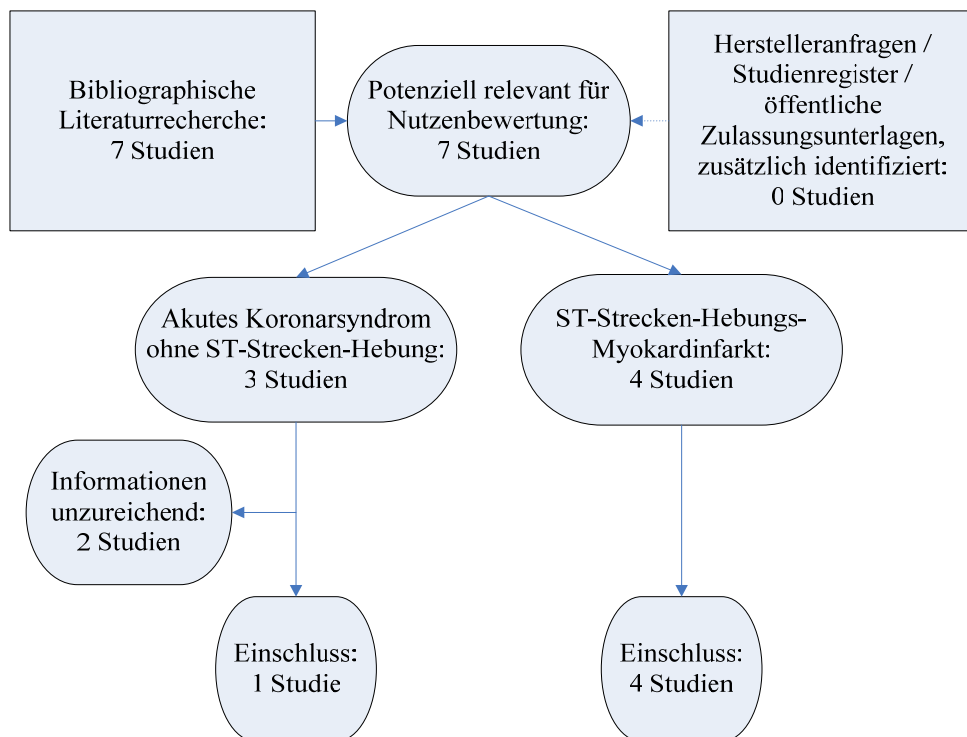 Bibliographische
Literaturrecherche:
7 Studien
Potenziell relevant für
Nutzenbewertung:
7 Studien
Herstelleranfragen /
Studienregister /
öffentliche
Zulassungsunterlagen,
zusätzlich identifiziert:
0 Studien
Akutes Koronarsyndrom
ohne ST-Strecken-Hebung:
3 Studien
ST-Strecken-Hebungs-
Myokardinfarkt:
4 Studien
Informationen
unzureichend:
2 Studien
Einschluss:
1 Studie
Einschluss:
4 Studien